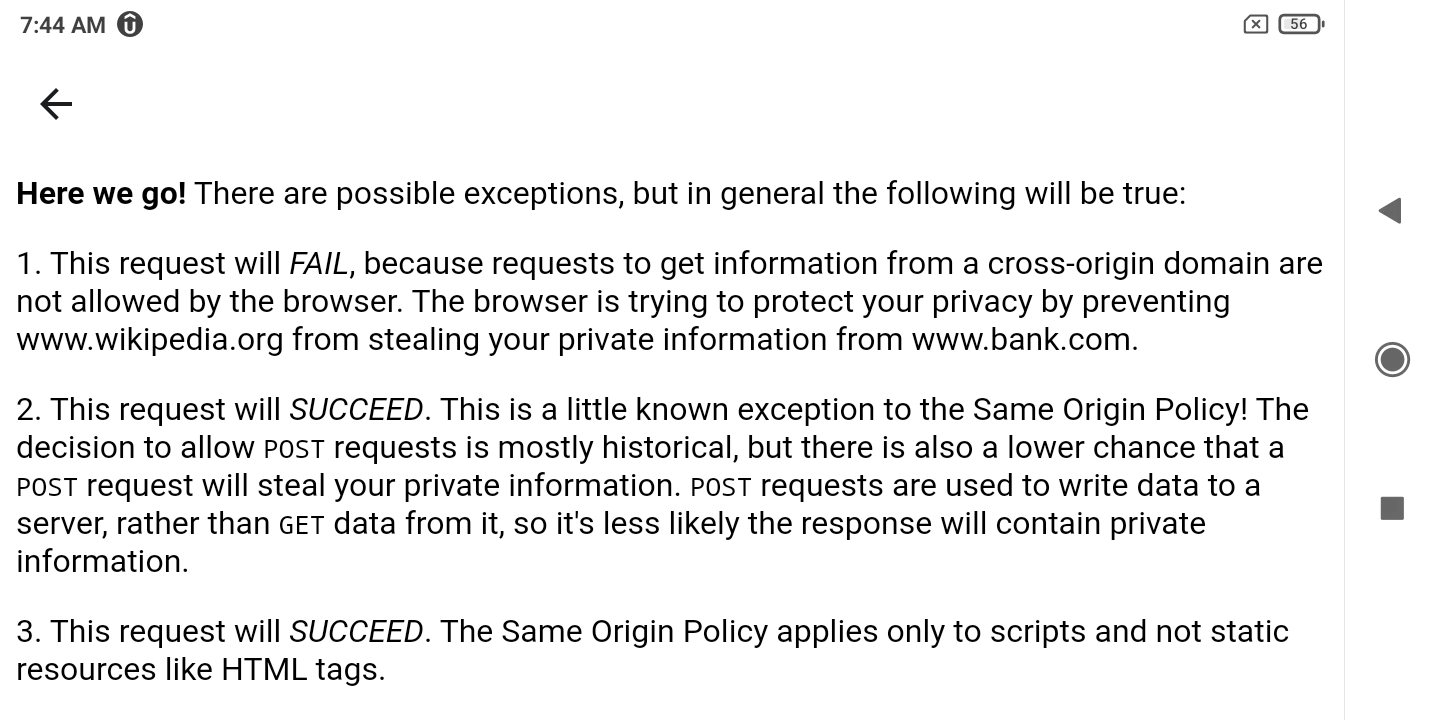 7:44 AM
56
Here we go! There are possible exceptions, but in general the following will be true:
1. This request will FAIL, because requests to get information from a cross-origin domain are
not allowed by the browser. The browser is trying to protect your privacy by preventing
www.wikipedia.org from stealing your private information from www.bank.com.
2. This request will SUCCEED. This is a little known exception to the Same Origin Policy! The
decision to allow POST requests is mostly historical, but there is also a lower chance that a
POST request will steal your private information. POST requests are used to write data to a
server, rather than GET data from it, so it's less likely the response will contain private
information.
3. This request will SUCCEED. The Same Origin Policy applies only to scripts and not static
resources like HTML tags.